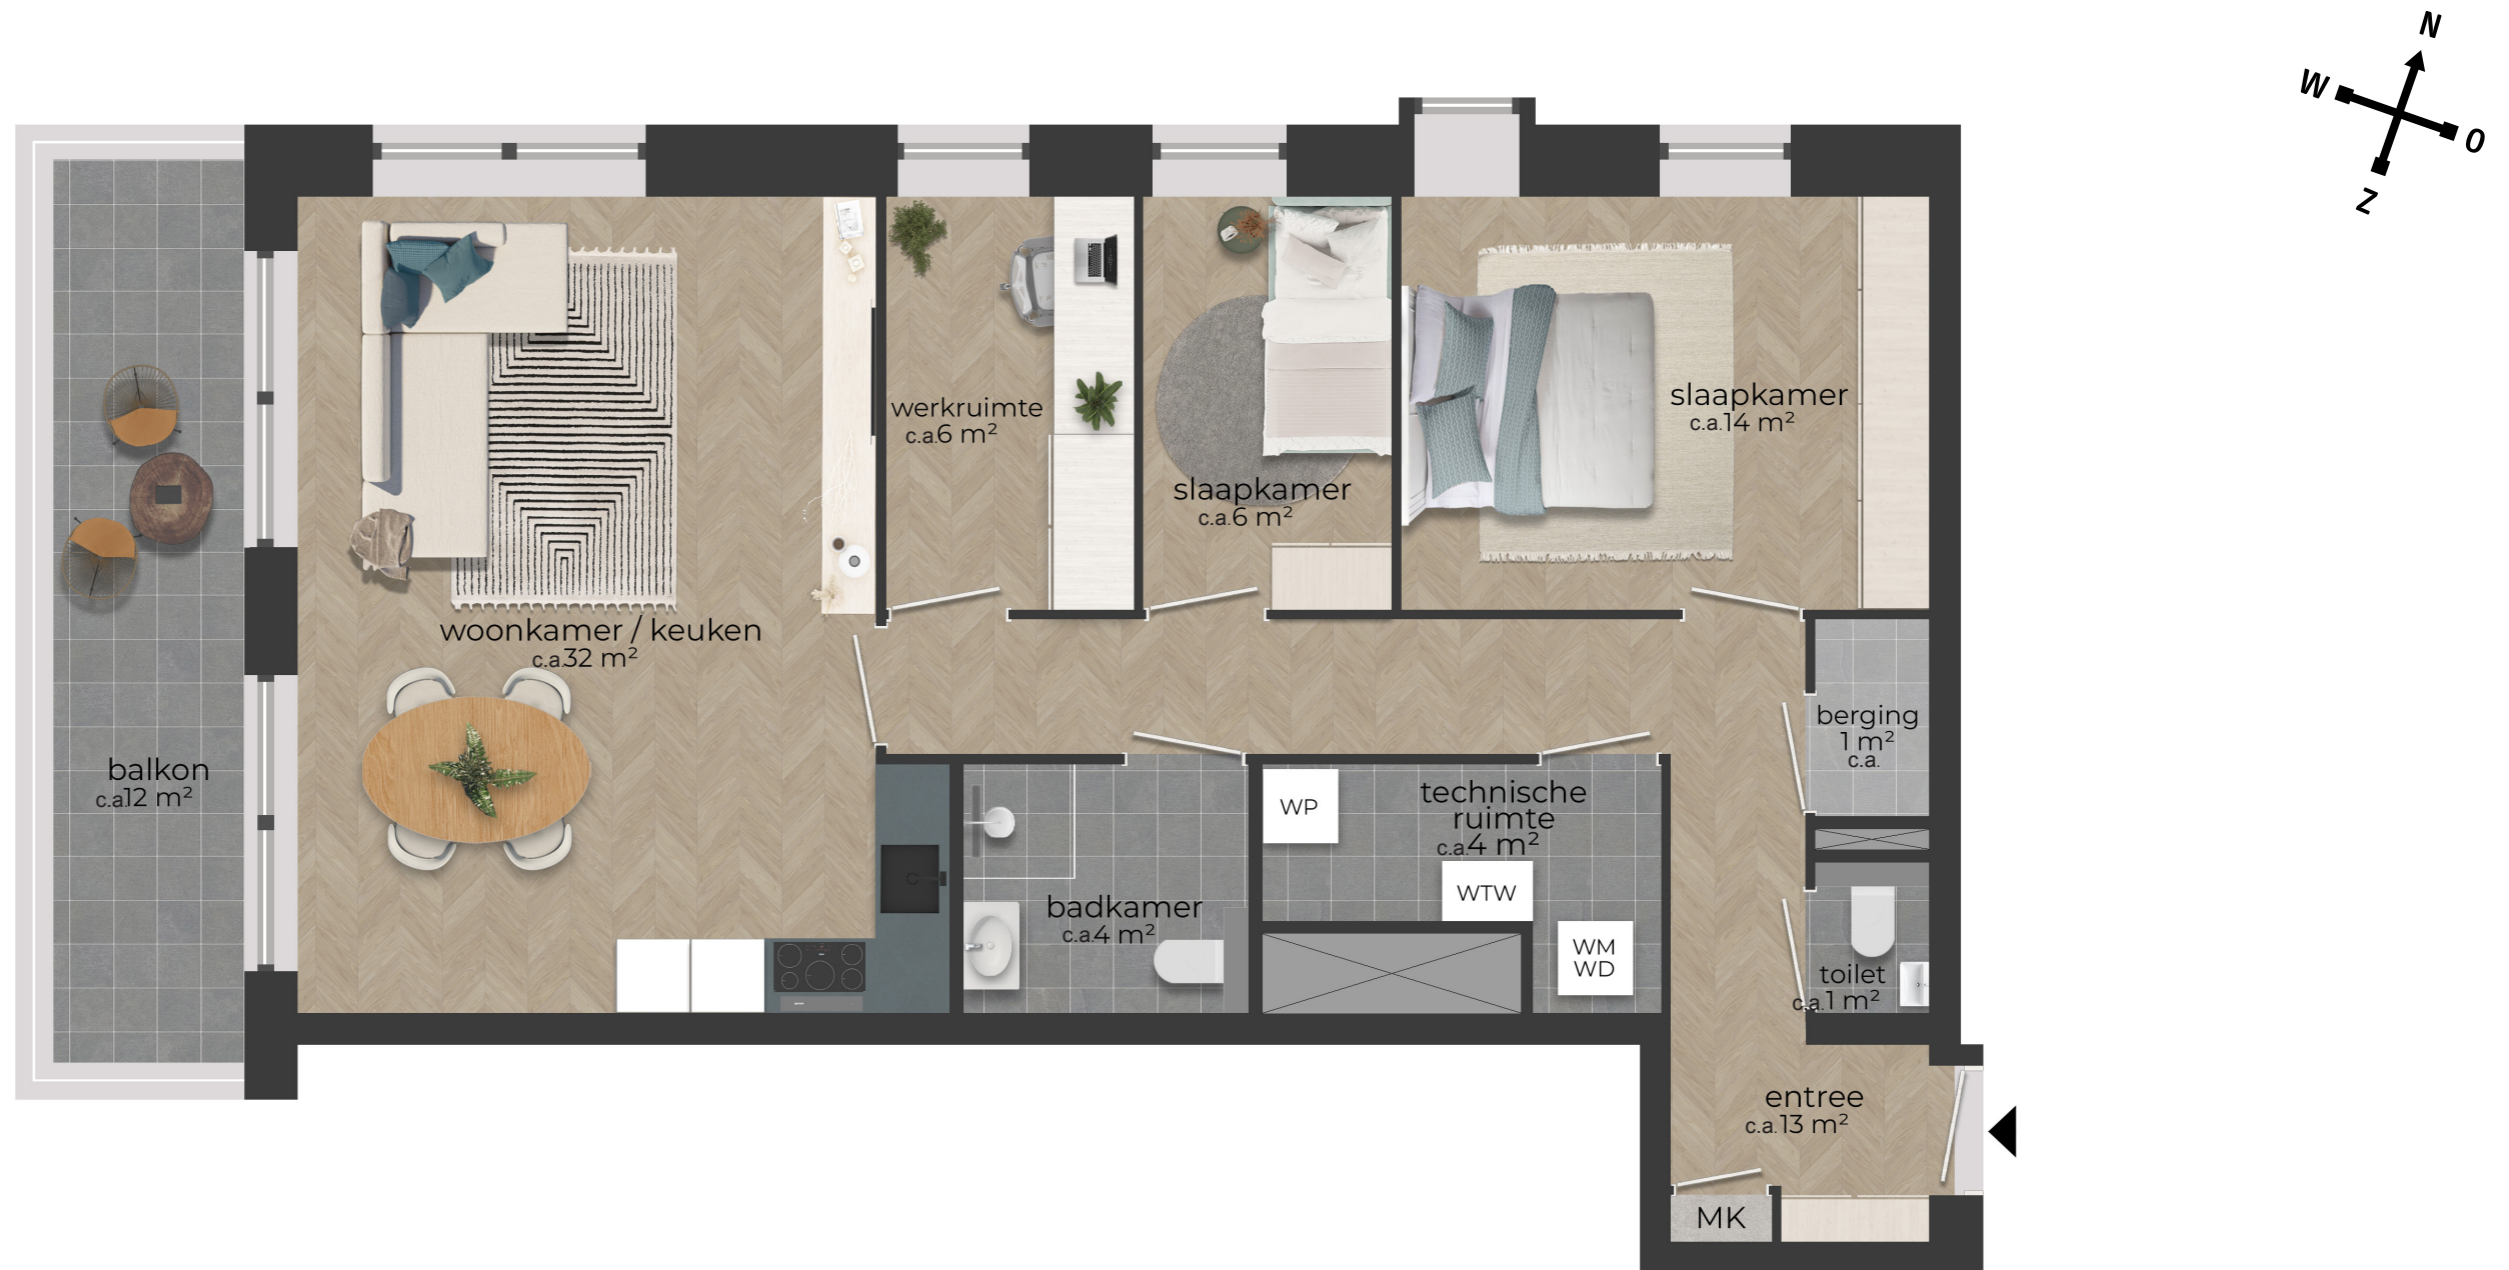 N
W
O
Z
werkruimte
c.a.6 m²
slaapkamer
c.a.14 m²
slaapkamer
c.a.6 m²
woonkamer / keuken
c.a.32 m²
balkon
c.a.12 m²
berging
1 m²
c.a.
WP
technische
ruimte
c.a.4 m²
WTW
badkamer
c.a.4 m²
WM
WD
toilet
c.a.1 m²
entree
c.a.13 m²
MK